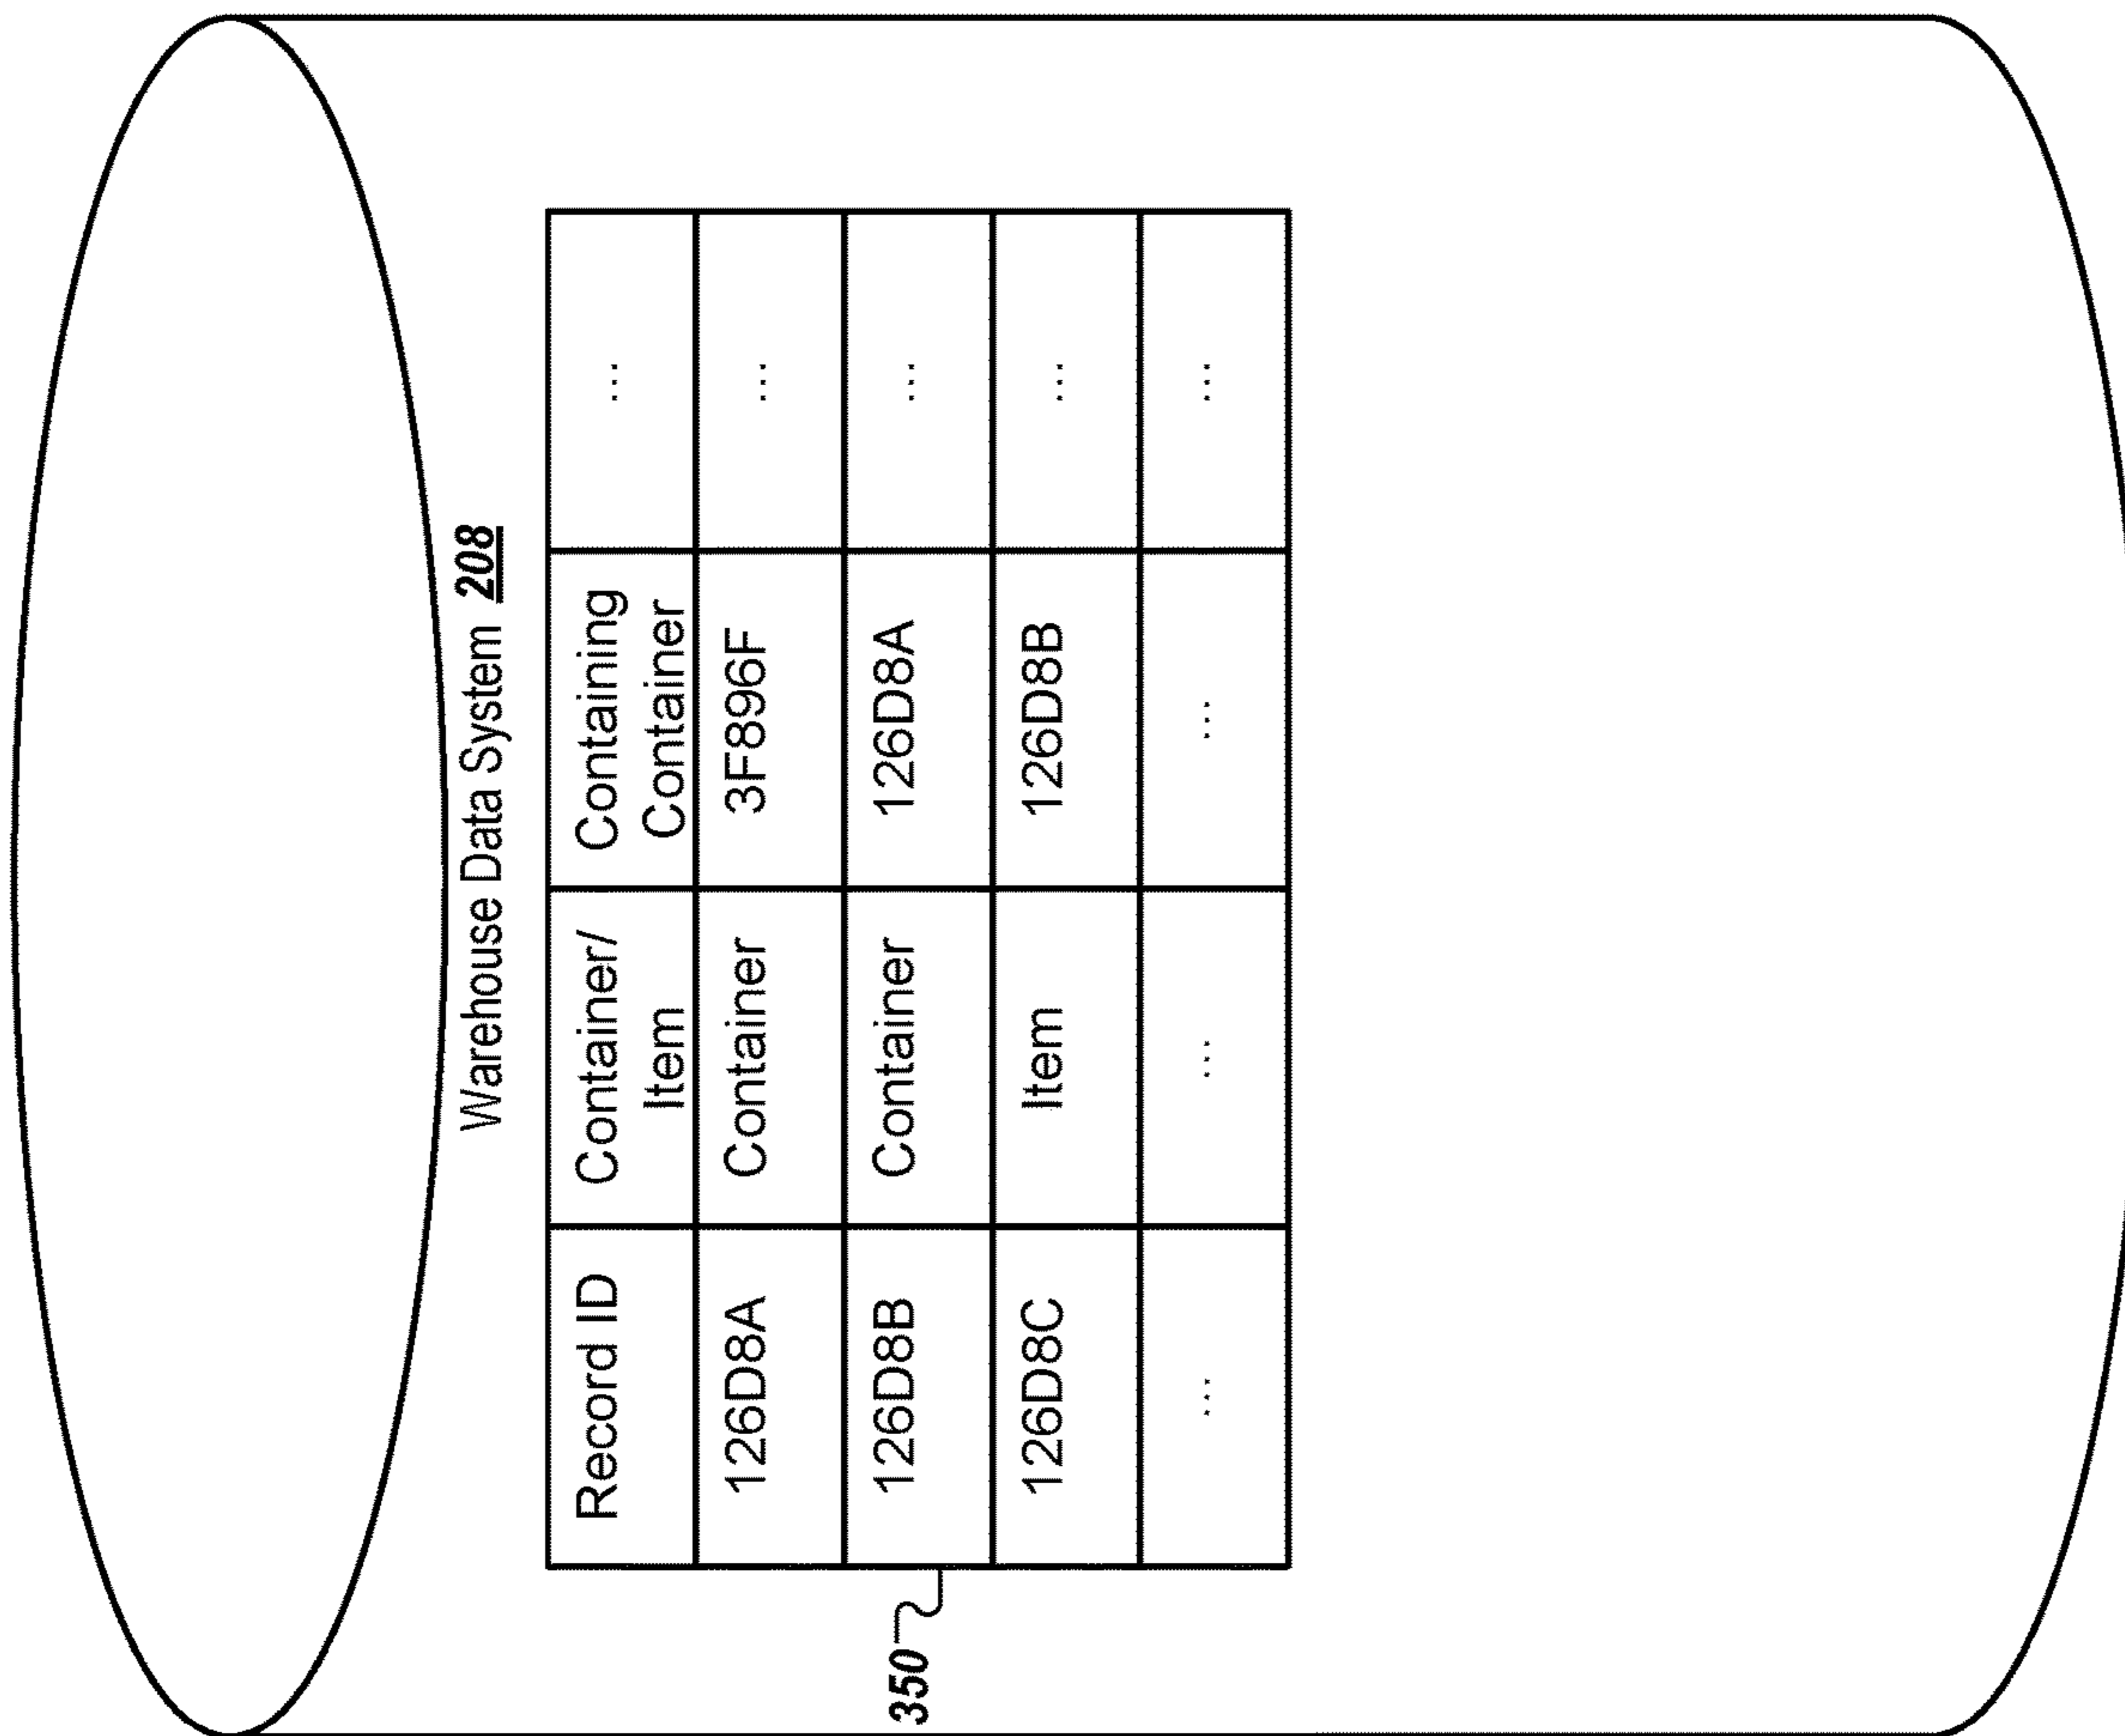 Warehouse Data System 208
Record ID Container/ Item Containing Container ...
126D8A Container 3F896F ...
126D8B Container 126D8A ...
126D8C Item 126D8B ...
... ... ... ...
350